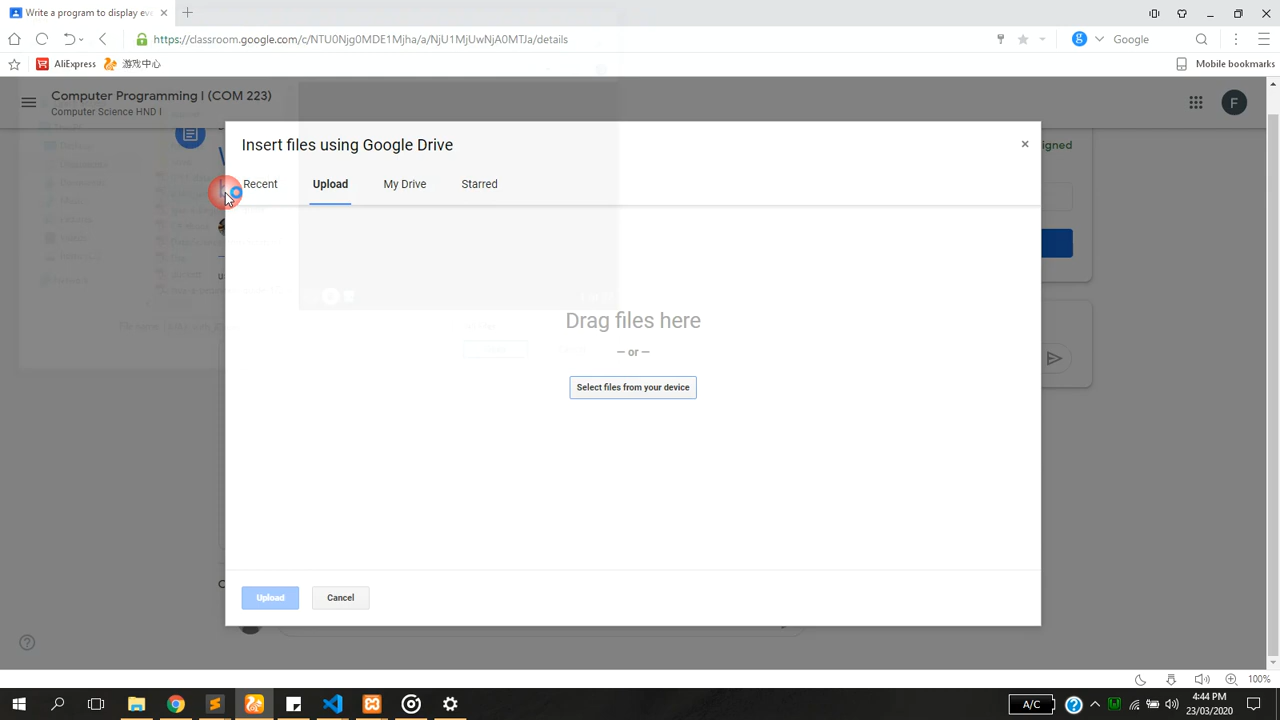 Write a program to display eve
https://classroom.google.com/c/NTU0Njg0MDE1Mjha/a/NjU1MjUwNjA0MTJa/details
Google
AliExpress
游戏中心
Mobile bookmarks
Computer Programming I (COM 223)
Computer Science HND I
F
Insert files using Google Drive
×
igned
Recent
Upload
My Drive
Starred
Drag files here
— or —
Select files from your device
Upload
Cancel
100%
A/C
4:44 PM
23/03/2020